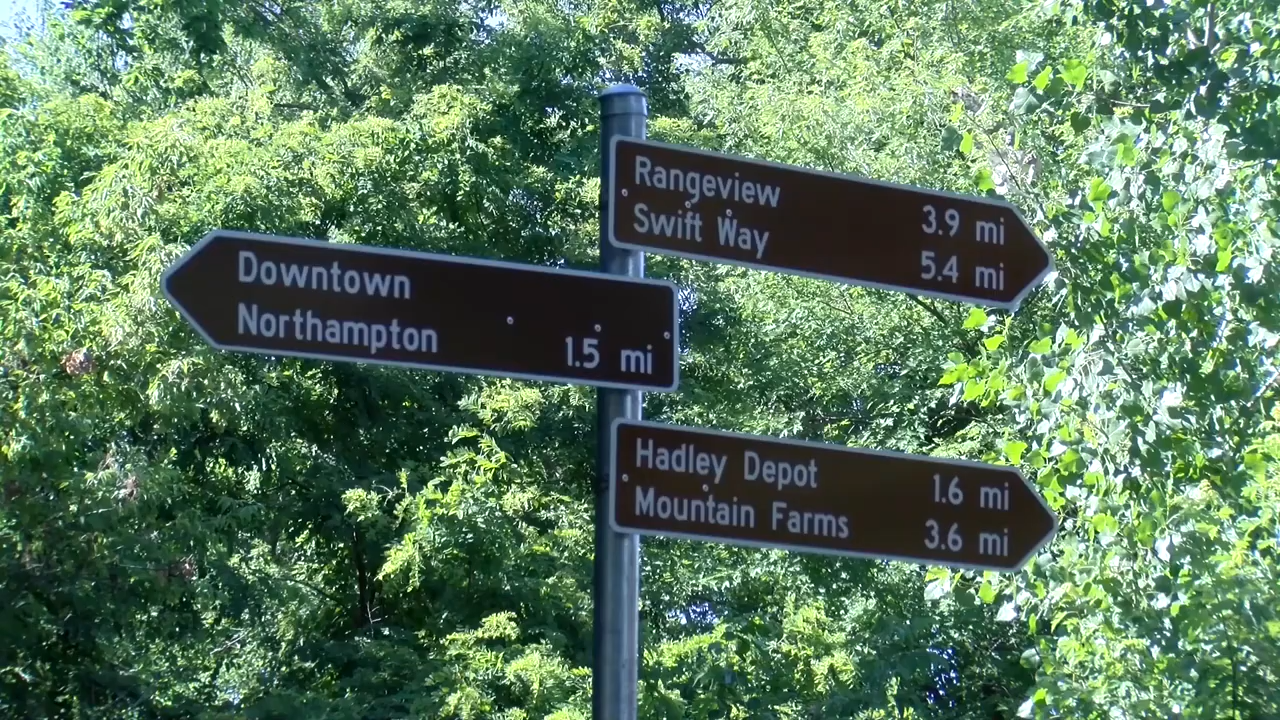 Rangeview 3.9 mi
Swift Way 5.4 mi
Downtown
Northampton 1.5 mi
Hadley Depot 1.6 mi
Mountain Farms 3.6 mi